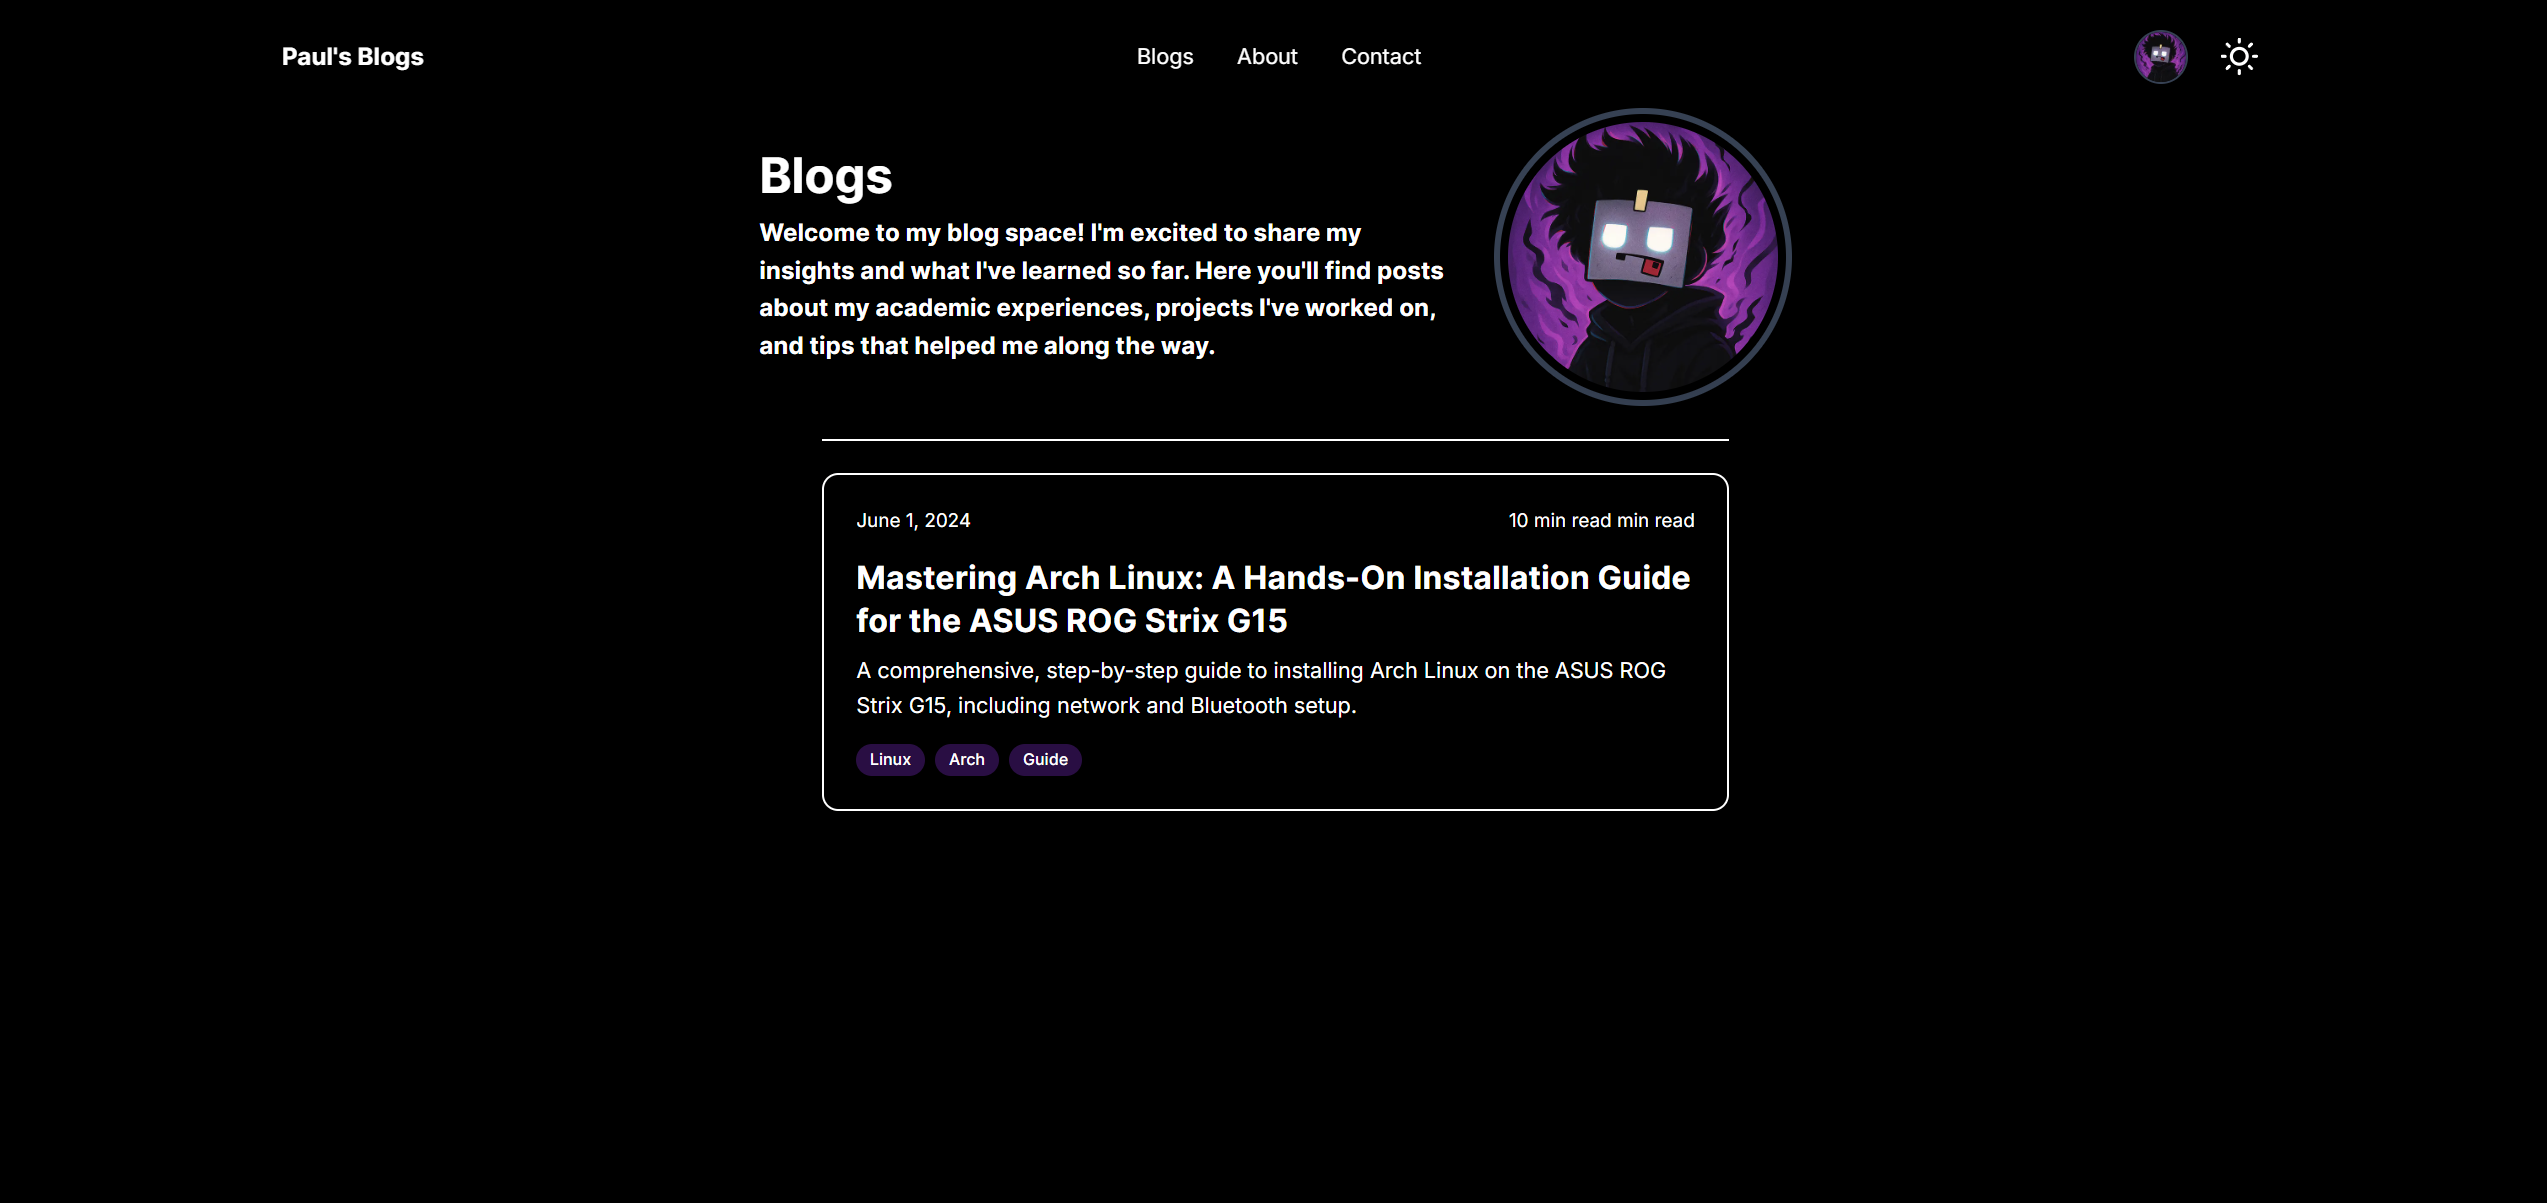 Paul's Blogs
Blogs About Contact
Blogs
Welcome to my blog space! I'm excited to share my
insights and what I've learned so far. Here you'll find posts
about my academic experiences, projects I've worked on,
and tips that helped me along the way.
June 1, 2024
10 min read min read
Mastering Arch Linux: A Hands-On Installation Guide
for the ASUS ROG Strix G15
A comprehensive, step-by-step guide to installing Arch Linux on the ASUS ROG
Strix G15, including network and Bluetooth setup.
Linux Arch Guide